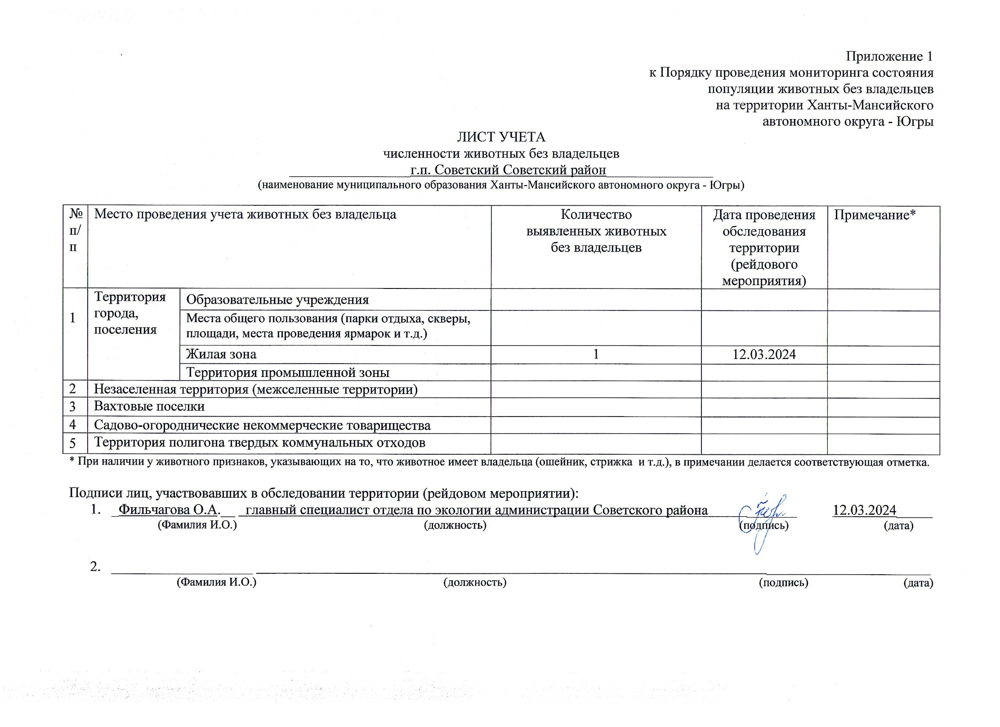 Приложение 1
к Порядку проведения мониторинга состояния
популяции животных без владельцев
на территории Ханты-Мансийского
автономного округа - Югры
ЛИСТ УЧЕТА
численности животных без владельцев
г.п. Советский Советский район
(наименование муниципального образования Ханты-Мансийского автономного округа - Югры)
№ п/п
Место проведения учета животных без владельца
Количество
выявленных животных
без владельцев
Дата проведения
обследования
территории
(рейдового
мероприятия)
Примечание*
1
Территория
города,
поселения
Образовательные учреждения
Места общего пользования (парки отдыха, скверы,
площади, места проведения ярмарок и т.д.)
Жилая зона 1 12.03.2024
Территория промышленной зоны
2 Незаселенная территория (межселенные территории)
3 Вахтовые поселки
4 Садово-огороднические некоммерческие товарищества
5 Территория полигона твердых коммунальных отходов
* При наличии у животного признаков, указывающих на то, что животное имеет владельца (ошейник, стрижка и т.д.), в примечании делается соответствующая отметка.
Подписи лиц, участвовавших в обследовании территории (рейдовом мероприятии):
1. _Фильчагова О.А.__ _главный специалист отдела по экологии администрации Советского района 12.03.2024
(Фамилия И.О.) (должность) (подпись) (дата)
2.
(Фамилия И.О.) (должность) (подпись) (дата)